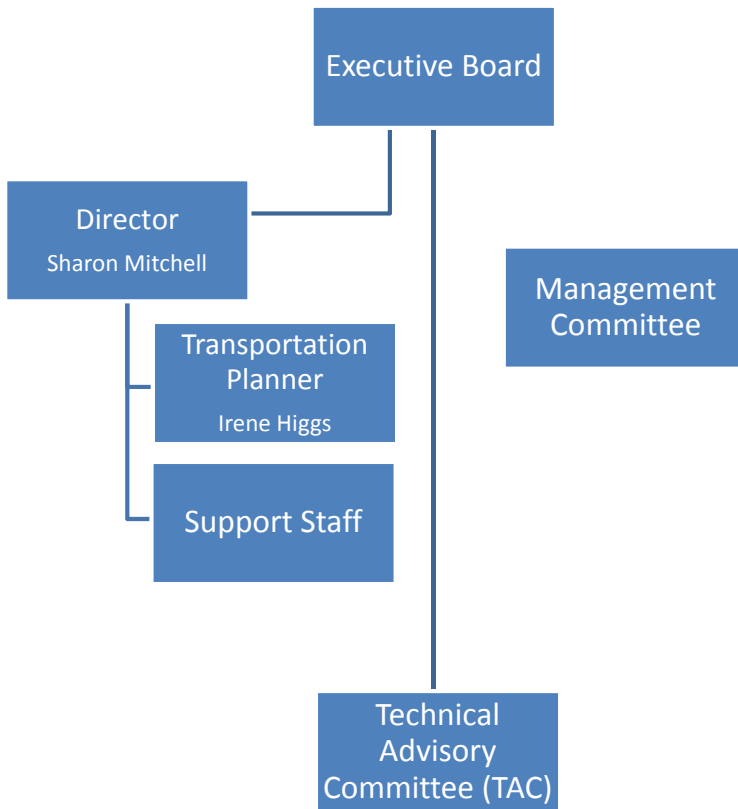 Executive Board
Director
Sharon Mitchell
Management
Committee
Transportation
Planner
Irene Higgs
Support Staff
Technical
Advisory
Committee (TAC)